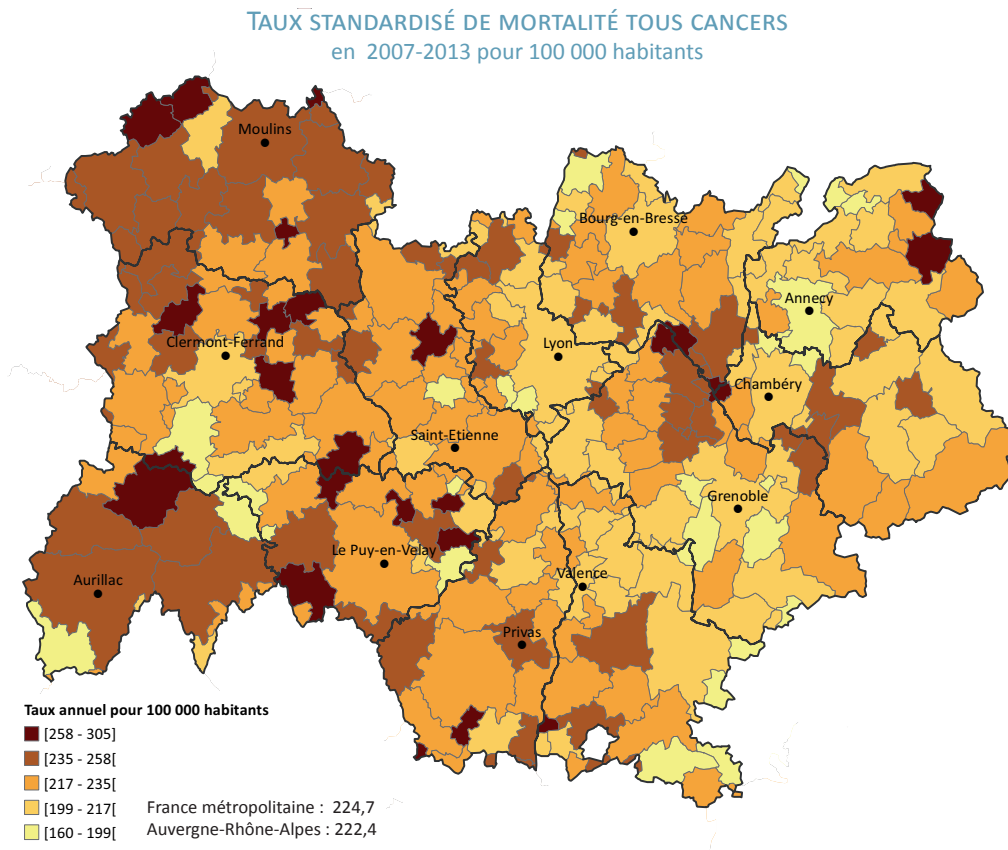 TAUX STANDARDISÉ DE MORTALITÉ TOUS CANCERS
en 2007-2013 pour 100 000 habitants
Moulins
Bourg-en-Bresse
Annecy
Clermont-Ferrand
Lyon
Chambéry
Saint-Etienne
Grenoble
Le Puy-en-Velay
Aurillac
Valence
Privas
Taux annuel pour 100 000 habitants
[258 - 305]
[235 - 258[
[217 - 235[
[199 - 217[
[160 - 199[
France métropolitaine : 224,7
Auvergne-Rhône-Alpes : 222,4